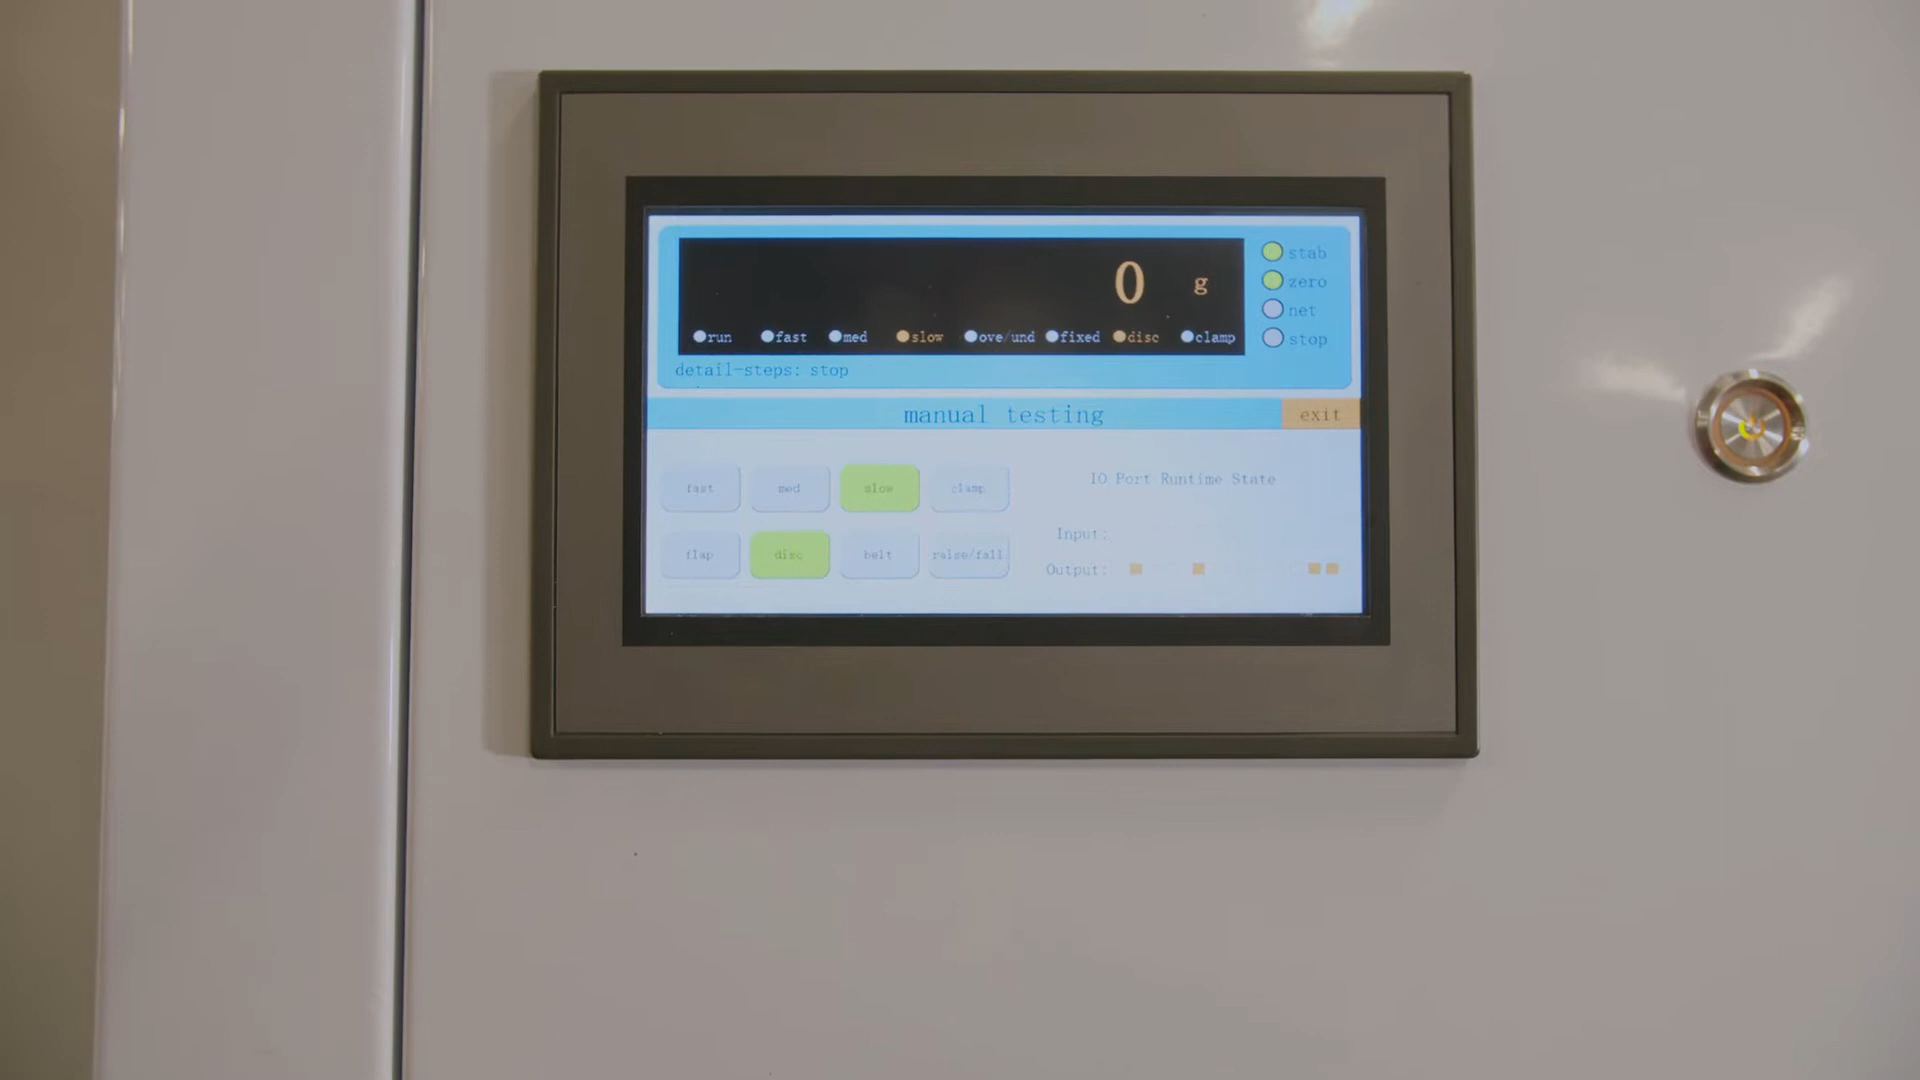 0 g
stab
zero
net
stop
run fast med slow ove/und fixed disc clamp
detail-steps: stop
manual testing
exit
fast med slow clamp
IO Port Runtime State
Input:
flap disc belt raise/fall
Output: